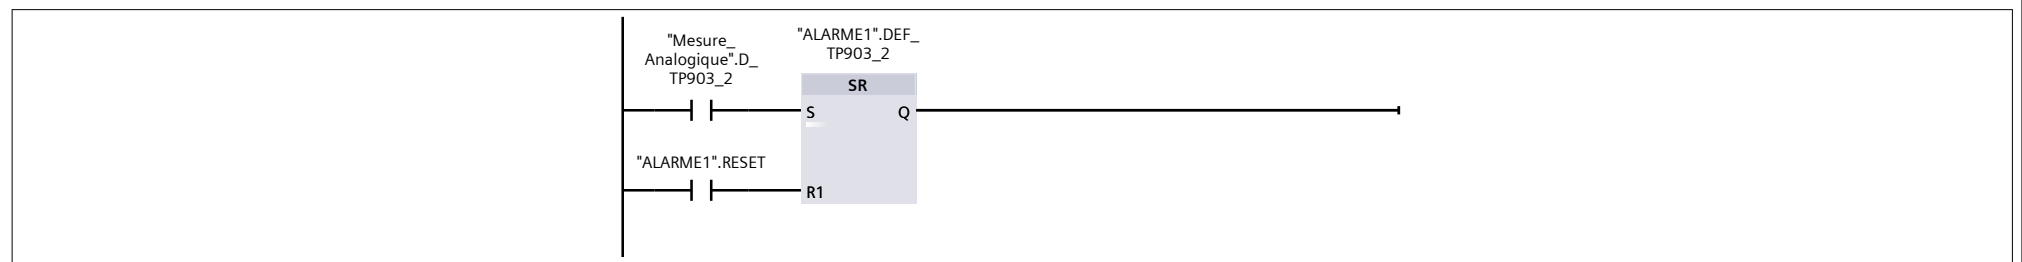 "Mesure_
Analogique".D_
TP903_2
"ALARME1".DEF_
TP903_2
SR
S
Q
"ALARME1".RESET
R1